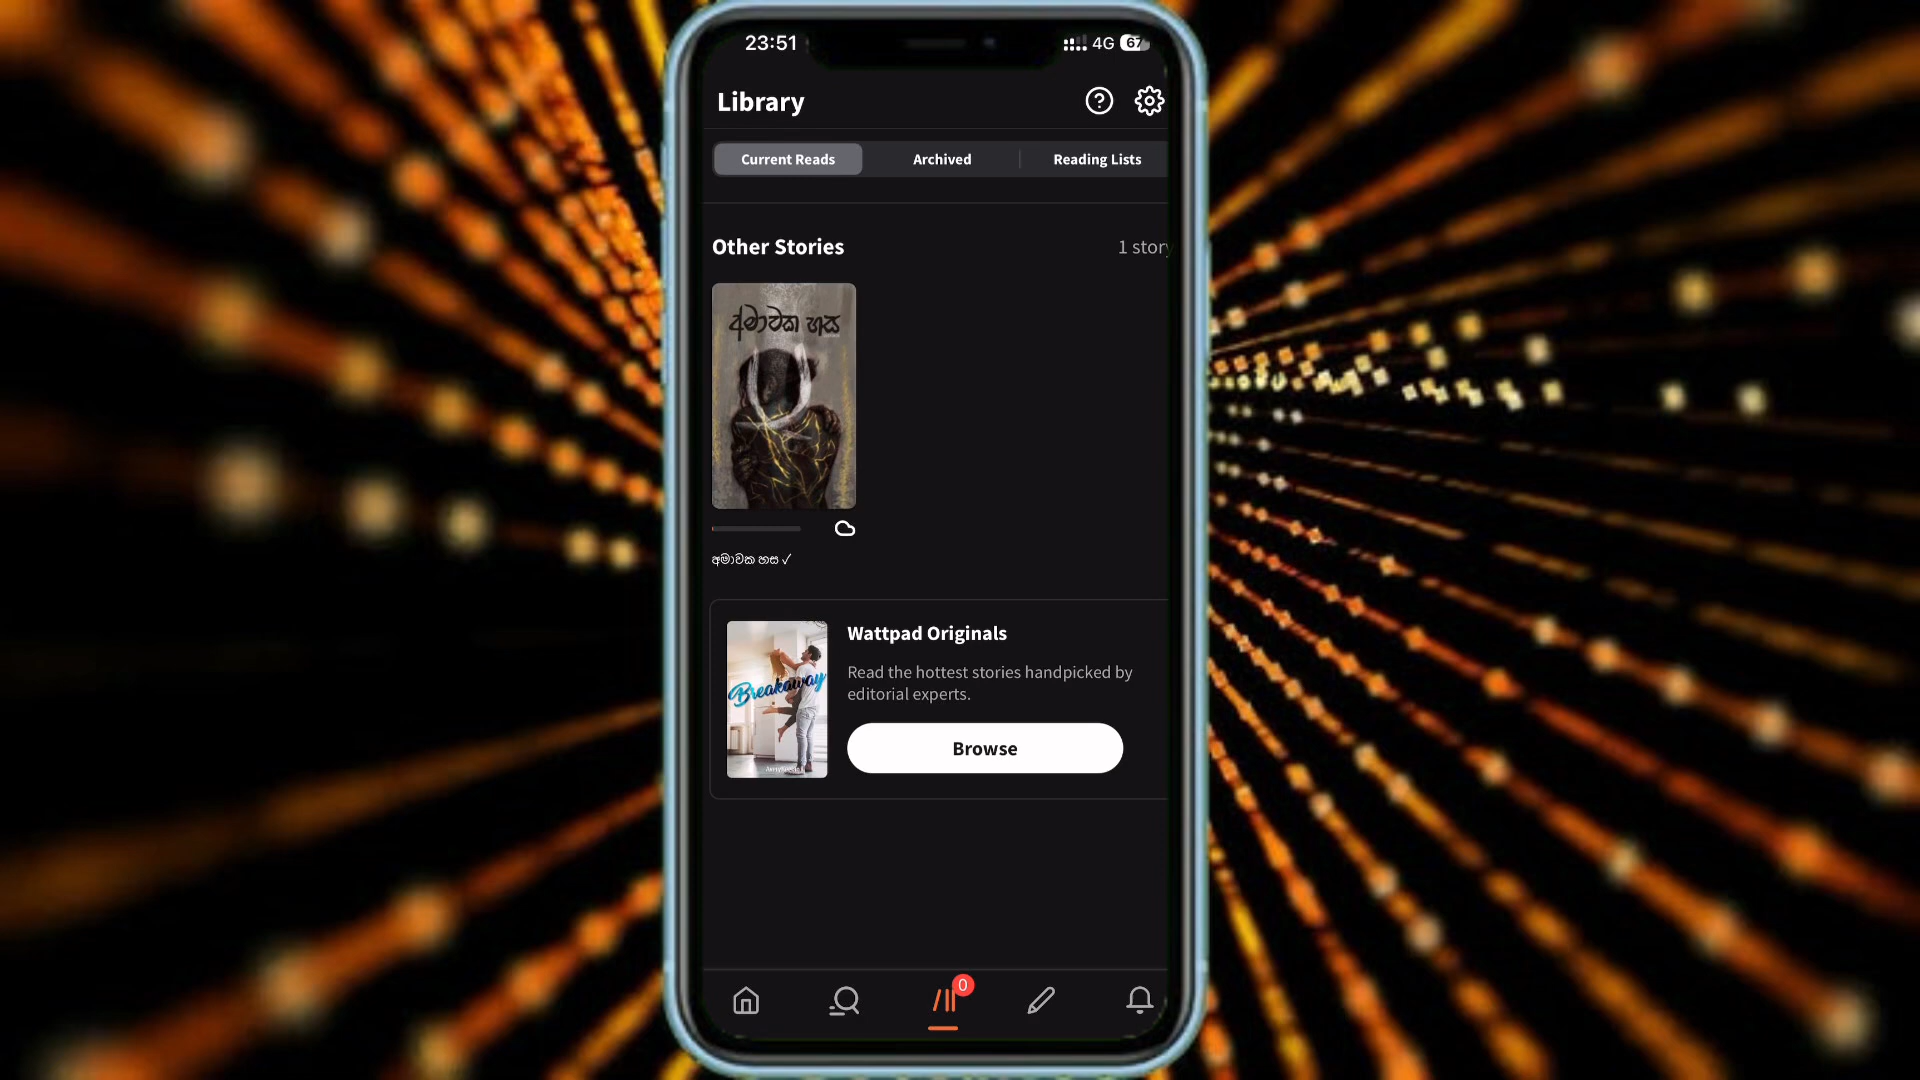 23:51
4G 67
Library
Current Reads
Archived
Reading Lists
Other Stories
1 story
අමාවක හස
අමාවක හස ✓
Breakaway
Wattpad Originals
Read the hottest stories handpicked by
editorial experts.
Browse
0